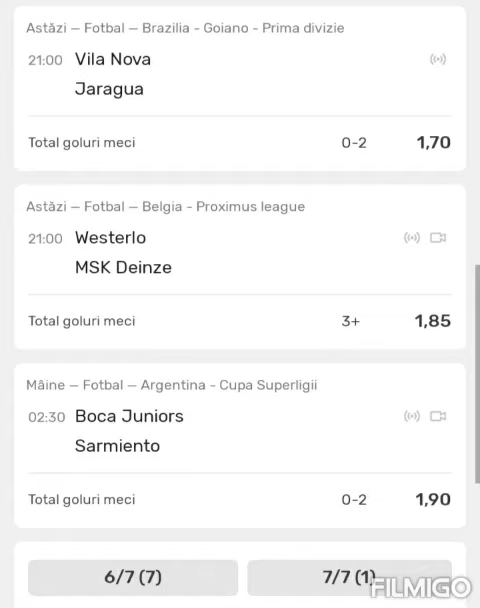 Astăzi – Fotbal – Brazilia - Goiano - Prima divizie
21:00 Vila Nova
Jaragua
Total goluri meci 0-2 1,70
Astăzi – Fotbal – Belgia - Proximus league
21:00 Westerlo
MSK Deinze
Total goluri meci 3+ 1,85
Mâine – Fotbal – Argentina - Cupa Superligii
02:30 Boca Juniors
Sarmiento
Total goluri meci 0-2 1,90
6/7 (7) 7/7 (1)
FILMIGO